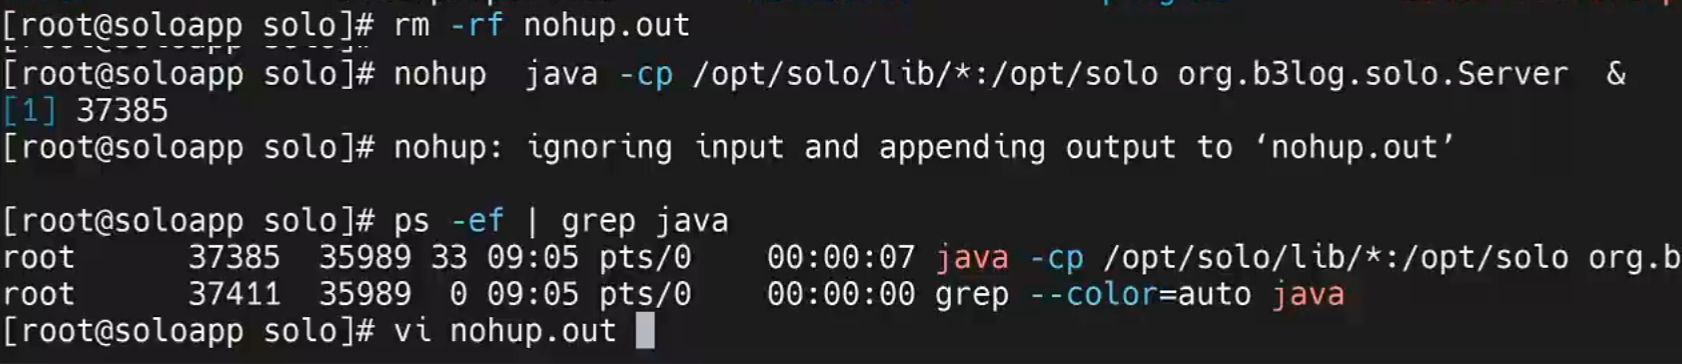 [root@soloapp solo]# rm -rf nohup.out
[root@soloapp solo]# nohup  java -cp /opt/solo/lib/*:/opt/solo org.b3log.solo.Server  &
[1] 37385
[root@soloapp solo]# nohup: ignoring input and appending output to ‘nohup.out’
[root@soloapp solo]# ps -ef | grep java
root      37385  35989 33 09:05 pts/0    00:00:07 java -cp /opt/solo/lib/*:/opt/solo org.b
root      37411  35989  0 09:05 pts/0    00:00:00 grep --color=auto java
[root@soloapp solo]# vi nohup.out